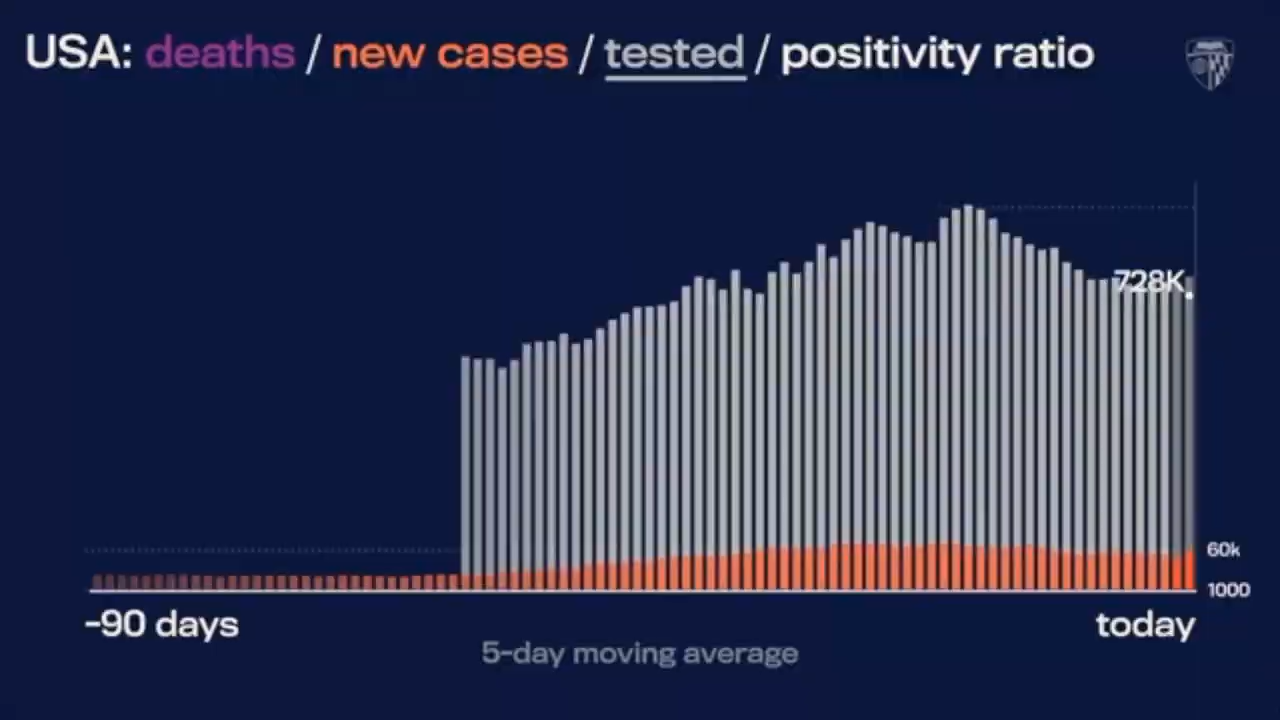 USA: deaths / new cases / tested / positivity ratio
728K
60k
1000
-90 days
today
5-day moving average